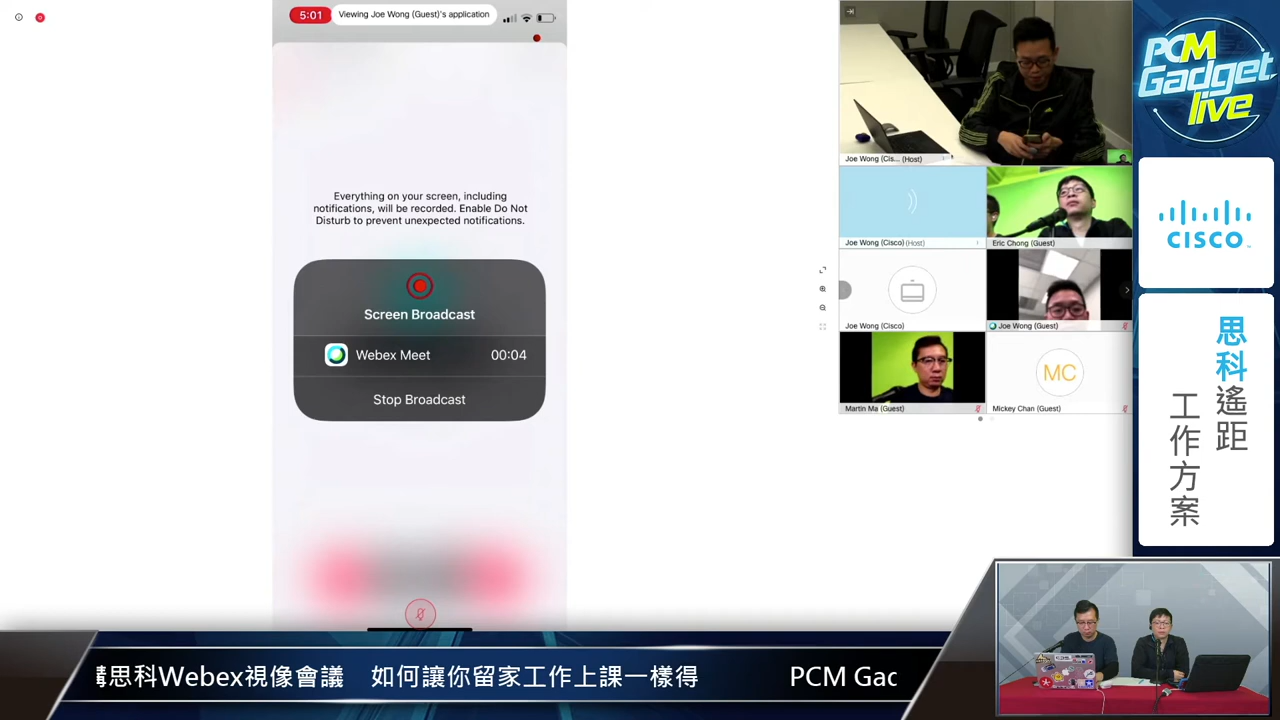 5:01
Viewing Joe Wong (Guest)'s application
Everything on your screen, including
notifications, will be recorded. Enable Do Not
Disturb to prevent unexpected notifications.
Screen Broadcast
Webex Meet
00:04
Stop Broadcast
Joe Wong (Cis... (Host)
Joe Wong (Cisco) (Host)
Eric Chong (Guest)
Joe Wong (Cisco)
Joe Wong (Guest)
Martin Ma (Guest)
MC
Mickey Chan (Guest)
PCM
Gadget
live
CISCO
思科遙距
工作方案
思科Webex視像會議 如何讓你留家工作上課一樣得
PCM Gad